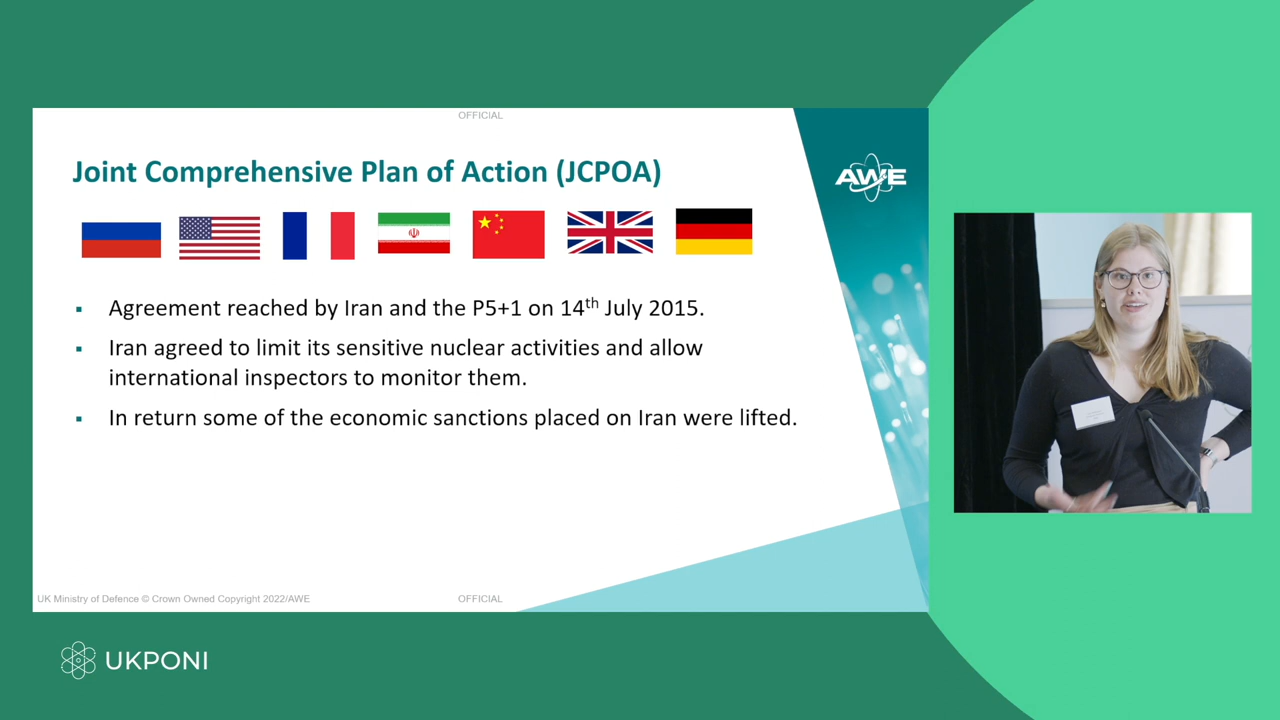 OFFICIAL
Joint Comprehensive Plan of Action (JCPOA)
AWE
▪ Agreement reached by Iran and the P5+1 on 14th July 2015.
▪ Iran agreed to limit its sensitive nuclear activities and allow
international inspectors to monitor them.
▪ In return some of the economic sanctions placed on Iran were lifted.
UK Ministry of Defence © Crown Owned Copyright 2022/AWE
OFFICIAL
UKPONI